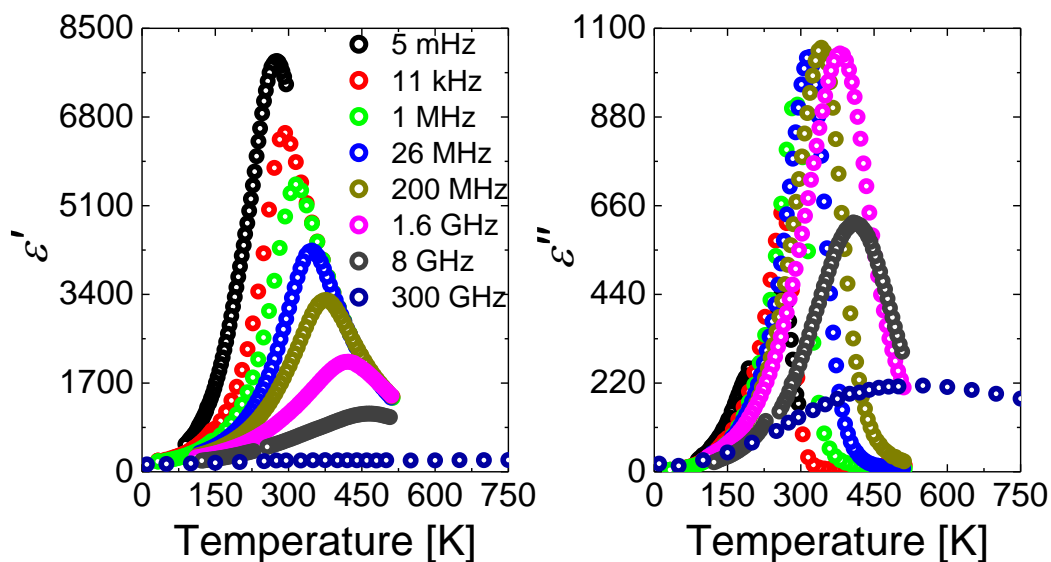 8500
6800
5100
3400
1700
0
ε'
5 mHz
11 kHz
1 MHz
26 MHz
200 MHz
1.6 GHz
8 GHz
300 GHz
0 150 300 450 600 750
Temperature [K]
1100
880
660
440
220
0
ε"
0 150 300 450 600 750
Temperature [K]